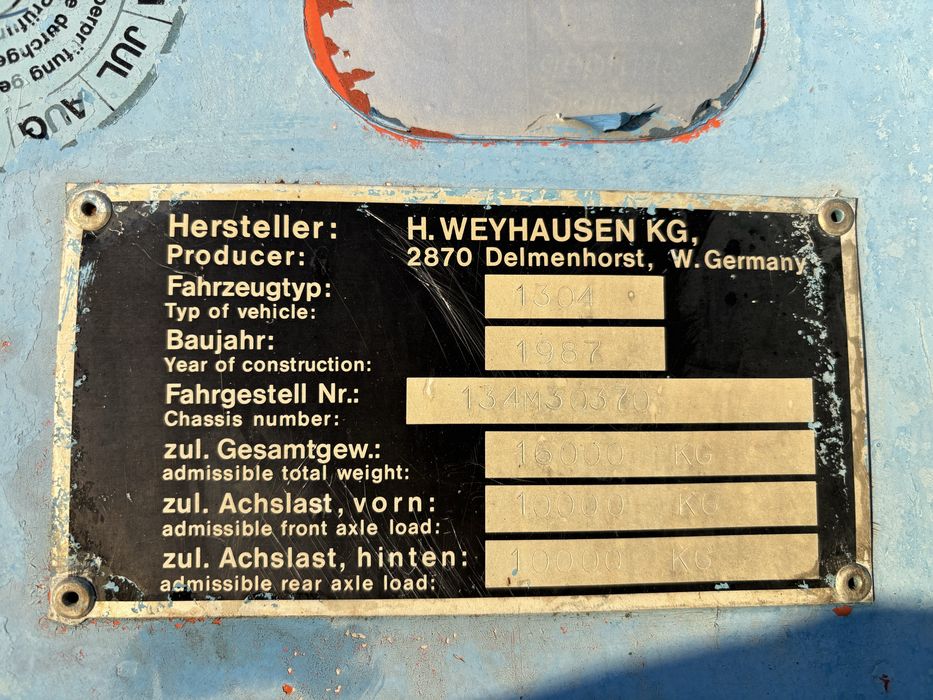 JUL
AUG
Hersteller: H. WEYHAUSEN KG,
Producer: 2870 Delmenhorst, W. Germany
Fahrzeugtyp: 1304
Typ of vehicle:
Baujahr: 1987
Year of construction:
Fahrgestell Nr.: 134M30370
Chassis number:
zul. Gesamtgew.: 16000 KG
admissible total weight:
zul. Achslast, vorn: 10000 KG
admissible front axle load:
zul. Achslast, hinten: 10000 KG
admissible rear axle load: